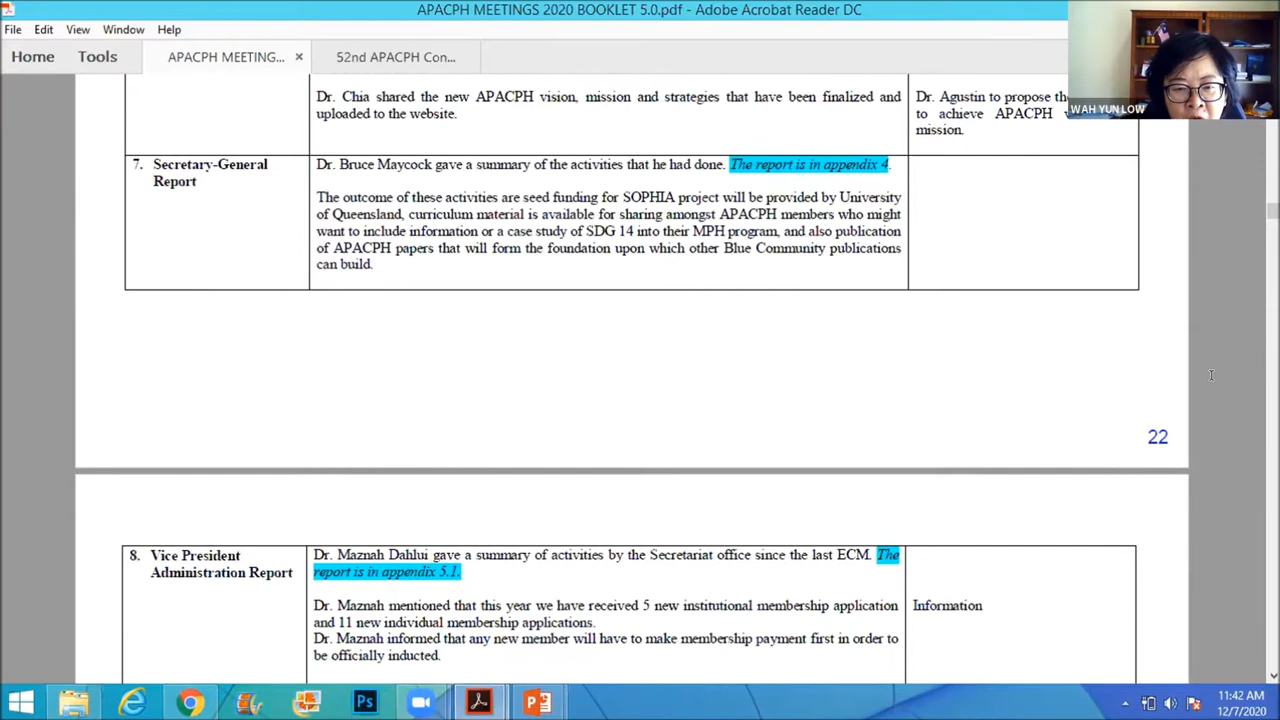 APACPH MEETINGS 2020 BOOKLET 5.0.pdf - Adobe Acrobat Reader DC
File Edit View Window Help
Home Tools APACPH MEETING... × 52nd APACPH Con...
WAH YUN LOW
Dr. Chia shared the new APACPH vision, mission and strategies that have been finalized and
uploaded to the website.
Dr. Agustin to propose the
to achieve APACPH
mission.
7. Secretary-General
Report
Dr. Bruce Maycock gave a summary of the activities that he had done. The report is in appendix 4.
The outcome of these activities are seed funding for SOPHIA project will be provided by University
of Queensland, curriculum material is available for sharing amongst APACPH members who might
want to include information or a case study of SDG 14 into their MPH program, and also publication
of APACPH papers that will form the foundation upon which other Blue Community publications
can build.
22
8. Vice President
Administration Report
Dr. Maznah Dahlui gave a summary of activities by the Secretariat office since the last ECM. The
report is in appendix 5.1.
Dr. Maznah mentioned that this year we have received 5 new institutional membership application
and 11 new individual membership applications.
Dr. Maznah informed that any new member will have to make membership payment first in order to
be officially inducted.
Information
Ps
11:42 AM
12/7/2020